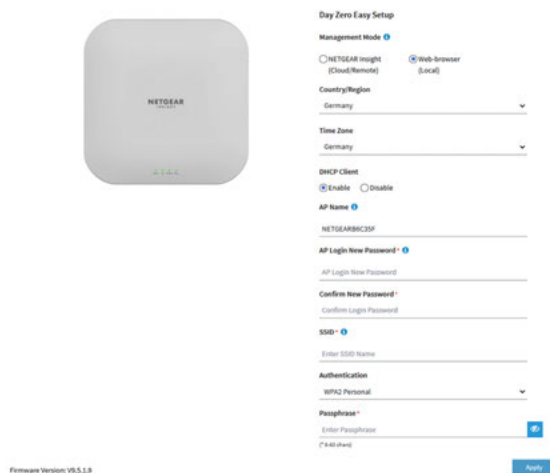 Day Zero Easy Setup
Management Mode
NETGEAR Insight
(Cloud/Remote)
Web-browser
(Local)
Country/Region
Germany
Time Zone
Germany
DHCP Client
Enable Disable
AP Name
NETGEARB6C35F
AP Login New Password*
AP Login New Password
Confirm New Password*
Confirm Login Password
SSID*
Enter SSID Name
Authentication
WPA2 Personal
Passphrase*
Enter Passphrase
NETGEAR
Firmware Version: V9.5.1.9
Apply